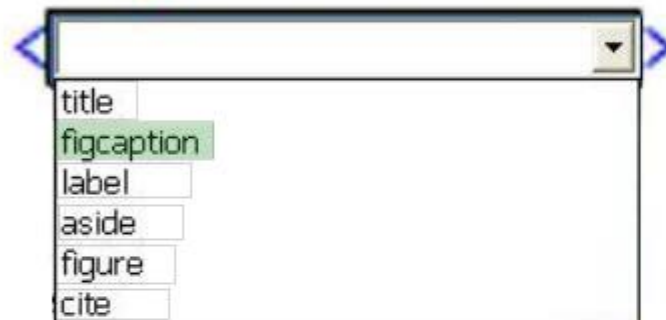 < >
title
figcaption
label
aside
figure
cite